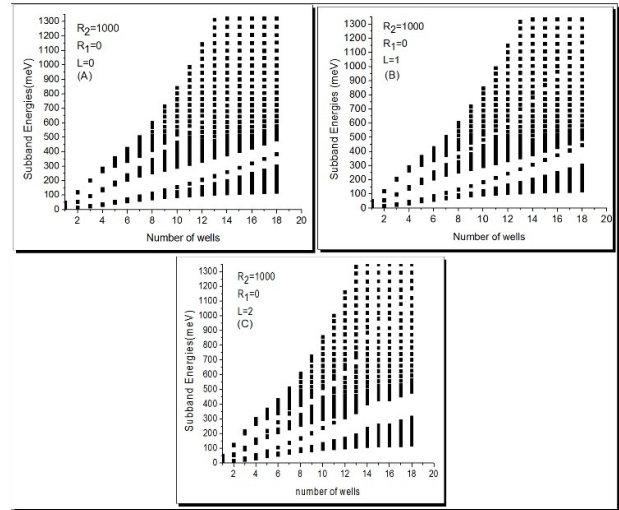 Subband Energies(meV)
1300
1200
1100
1000
900
800
700
600
500
400
300
200
100
0
R2=1000
R1=0
L=0
(A)
2 4 6 8 10 12 14 16 18 20
Number of wells
Subband Energies (meV)
1300
1200
1100
1000
900
800
700
600
500
400
300
200
100
0
R2=1000
R1=0
L=1
(B)
2 4 6 8 10 12 14 16 18 20
Number of wells
Subband Energies(meV)
1300
1200
1100
1000
900
800
700
600
500
400
300
200
100
0
R2=1000
R1=0
L=2
(C)
2 4 6 8 10 12 14 16 18 20
number of wells